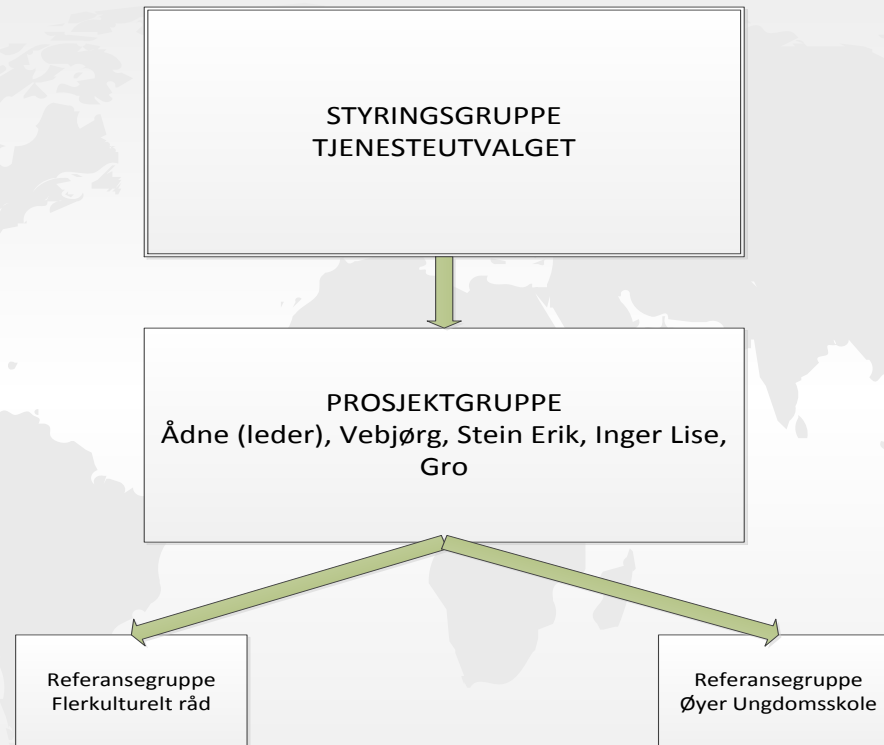 STYRINGSGRUPPE
TJENESTEUTVALGET
PROSJEKTGRUPPE
Ådne (leder), Vebjørg, Stein Erik, Inger Lise,
Gro
Referansegruppe
Flerkulturelt råd
Referansegruppe
Øyer Ungdomsskole